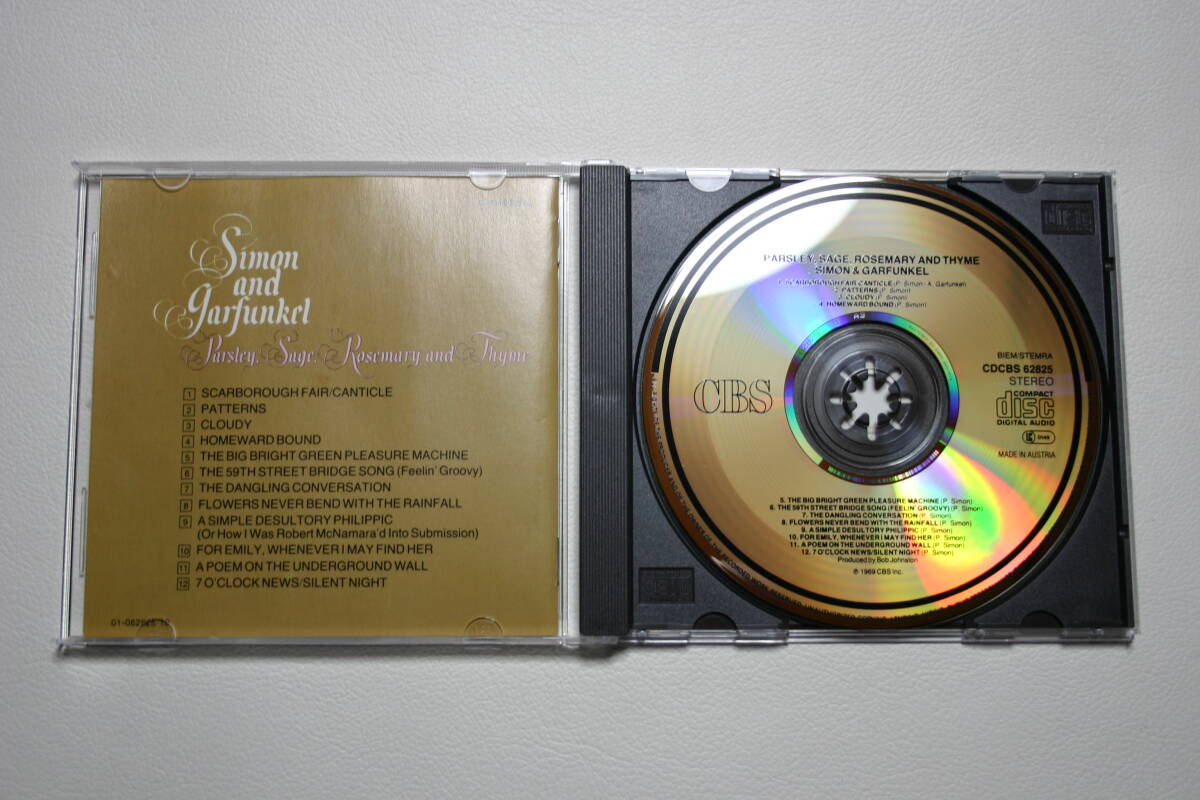 Simon
and
Garfunkel
Parsley, Sage, Rosemary and Thyme
1 SCARBOROUGH FAIR/CANTICLE
2 PATTERNS
3 CLOUDY
4 HOMEWARD BOUND
5 THE BIG BRIGHT GREEN PLEASURE MACHINE
6 THE 59TH STREET BRIDGE SONG (Feelin' Groovy)
7 THE DANGLING CONVERSATION
8 FLOWERS NEVER BEND WITH THE RAINFALL
9 A SIMPLE DESULTORY PHILIPPIC
(Or How I Was Robert McNamara'd Into Submission)
10 FOR EMILY, WHENEVER I MAY FIND HER
11 A POEM ON THE UNDERGROUND WALL
12 7 O'CLOCK NEWS/SILENT NIGHT
PARSLEY, SAGE, ROSEMARY AND THYME
SIMON & GARFUNKEL
1. SCARBOROUGH FAIR/CANTICLE (P. Simon - A. Garfunkel)
2. PATTERNS (P. Simon)
3. CLOUDY (P. Simon)
4. HOMEWARD BOUND (P. Simon)
CBS
BIEM/STEMRA
CDCBS 62825
STEREO
COMPACT
disc
DIGITAL AUDIO
MADE IN AUSTRIA
5. THE BIG BRIGHT GREEN PLEASURE MACHINE (P. Simon)
6. THE 59TH STREET BRIDGE SONG (FEELIN' GROOVY) (P. Simon)
7. THE DANGLING CONVERSATION (P. Simon)
8. FLOWERS NEVER BEND WITH THE RAINFALL (P. Simon)
9. A SIMPLE DESULTORY PHILIPPIC (P. Simon)
10. FOR EMILY, WHENEVER I MAY FIND HER (P. Simon)
11. A POEM ON THE UNDERGROUND WALL (P. Simon)
12. 7 O'CLOCK NEWS/SILENT NIGHT (P. Simon)
Produced by Bob Johnston
℗ 1969 CBS Inc.